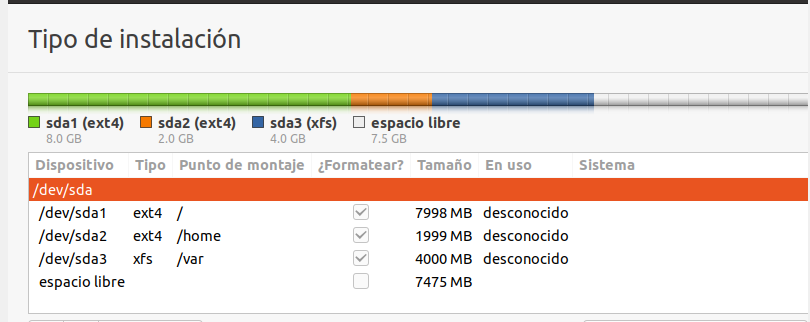 Tipo de instalación
sda1 (ext4) sda2 (ext4) sda3 (xfs) espacio libre
8.0 GB 2.0 GB 4.0 GB 7.5 GB
Dispositivo Tipo Punto de montaje ¿Formatear? Tamaño En uso Sistema
/dev/sda
/dev/sda1 ext4 / 7998 MB desconocido
/dev/sda2 ext4 /home 1999 MB desconocido
/dev/sda3 xfs /var 4000 MB desconocido
espacio libre 7475 MB